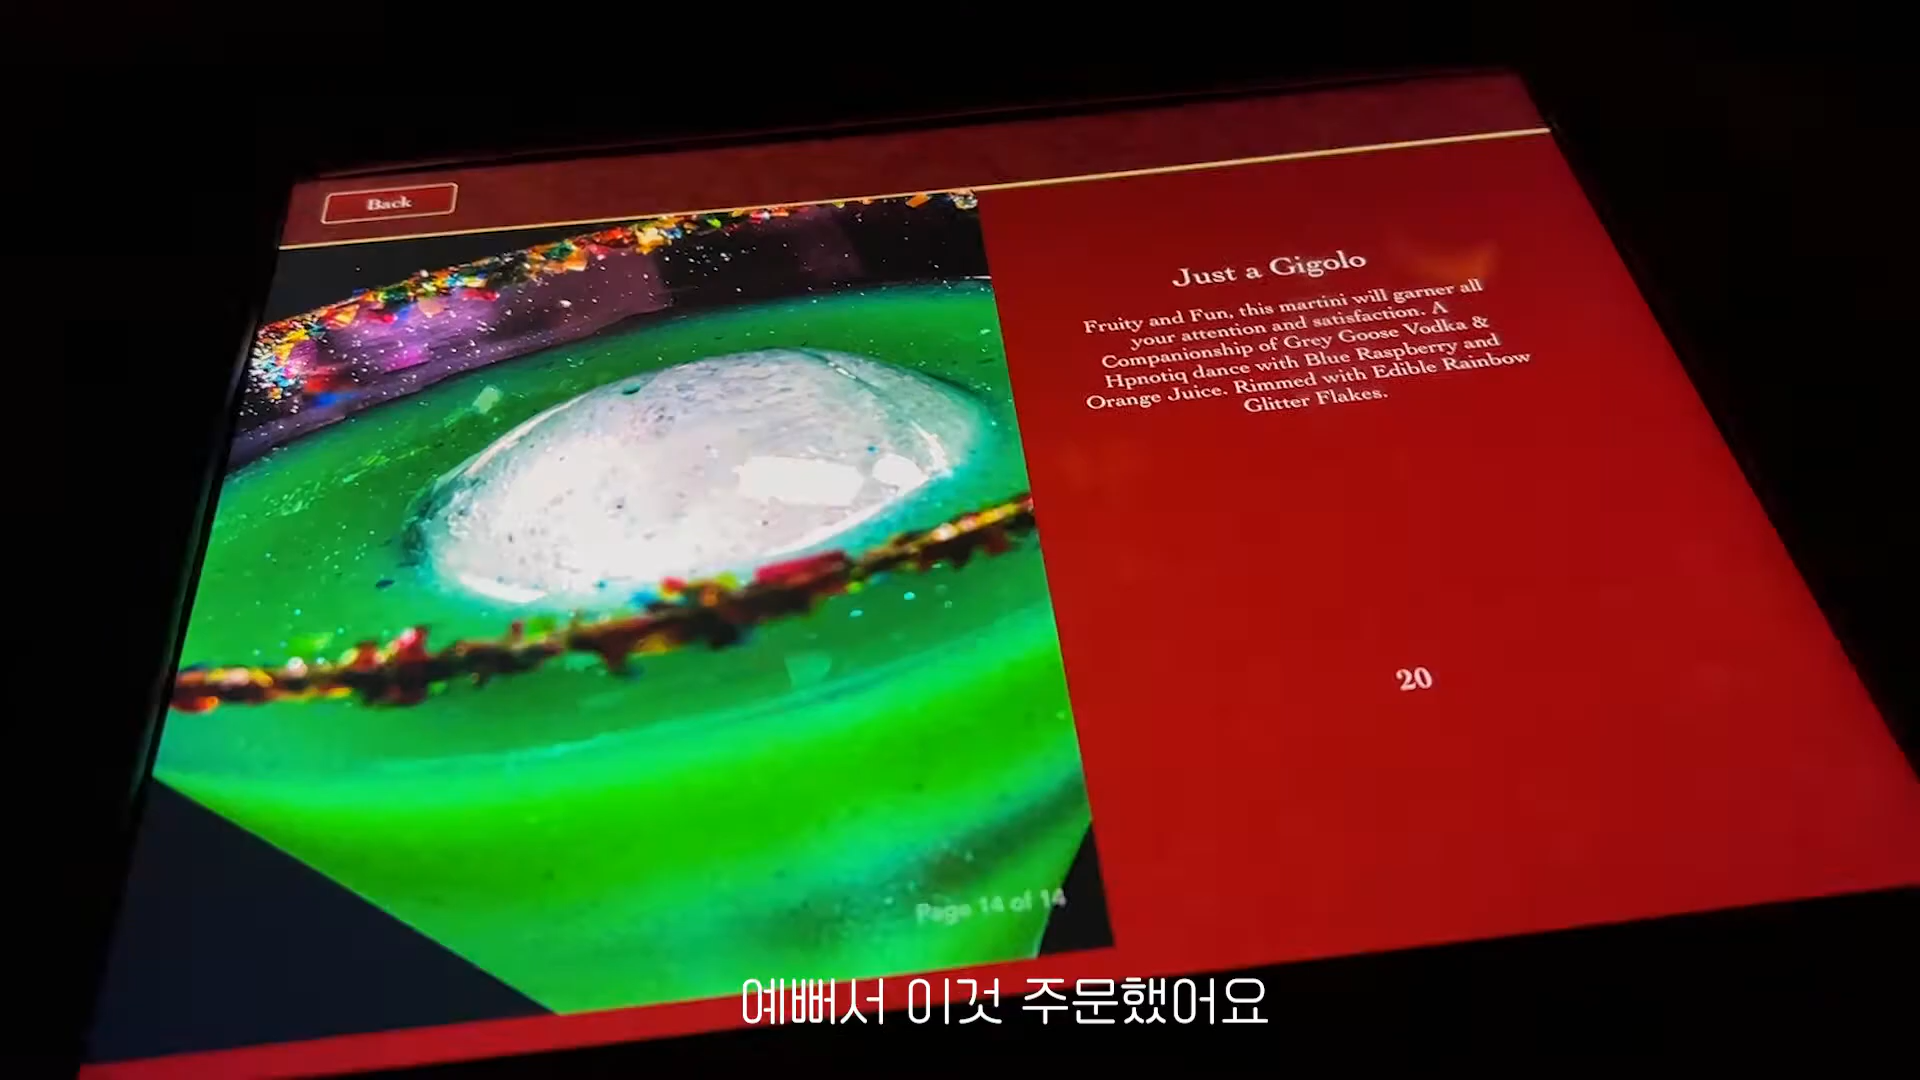 Back
Just a Gigolo
Fruity and Fun, this martini will garner all
your attention and satisfaction. A
Companionship of Grey Goose Vodka &
Hpnotiq dance with Blue Raspberry and
Orange Juice. Rimmed with Edible Rainbow
Glitter Flakes.
20
Page 14 of 14
예뻐서 이것 주문했어요